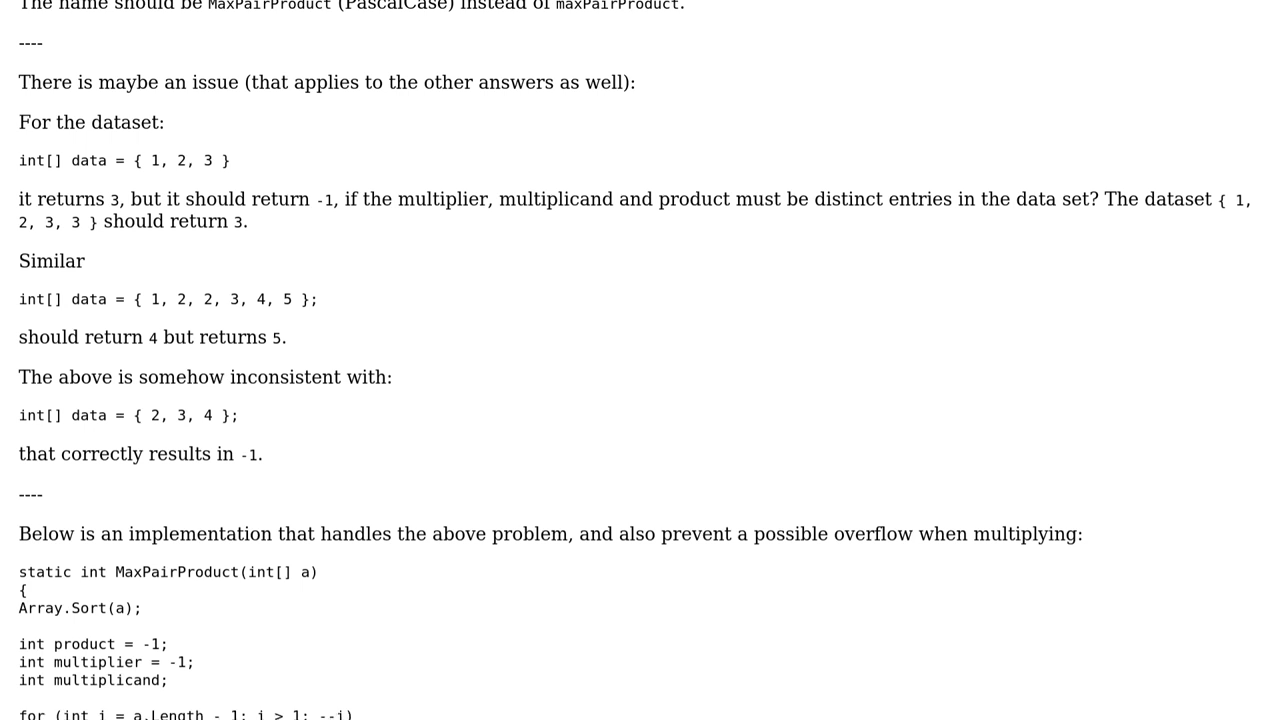 The name should be MaxPairProduct (PascalCase) instead of maxPairProduct.
----
There is maybe an issue (that applies to the other answers as well):
For the dataset:
int[] data = { 1, 2, 3 }
it returns 3, but it should return -1, if the multiplier, multiplicand and product must be distinct entries in the data set? The dataset { 1,
2, 3, 3 } should return 3.
Similar
int[] data = { 1, 2, 2, 3, 4, 5 };
should return 4 but returns 5.
The above is somehow inconsistent with:
int[] data = { 2, 3, 4 };
that correctly results in -1.
----
Below is an implementation that handles the above problem, and also prevent a possible overflow when multiplying:
static int MaxPairProduct(int[] a)
{
Array.Sort(a);
int product = -1;
int multiplier = -1;
int multiplicand;
for (int i = a.Length - 1; i > 1; --i)